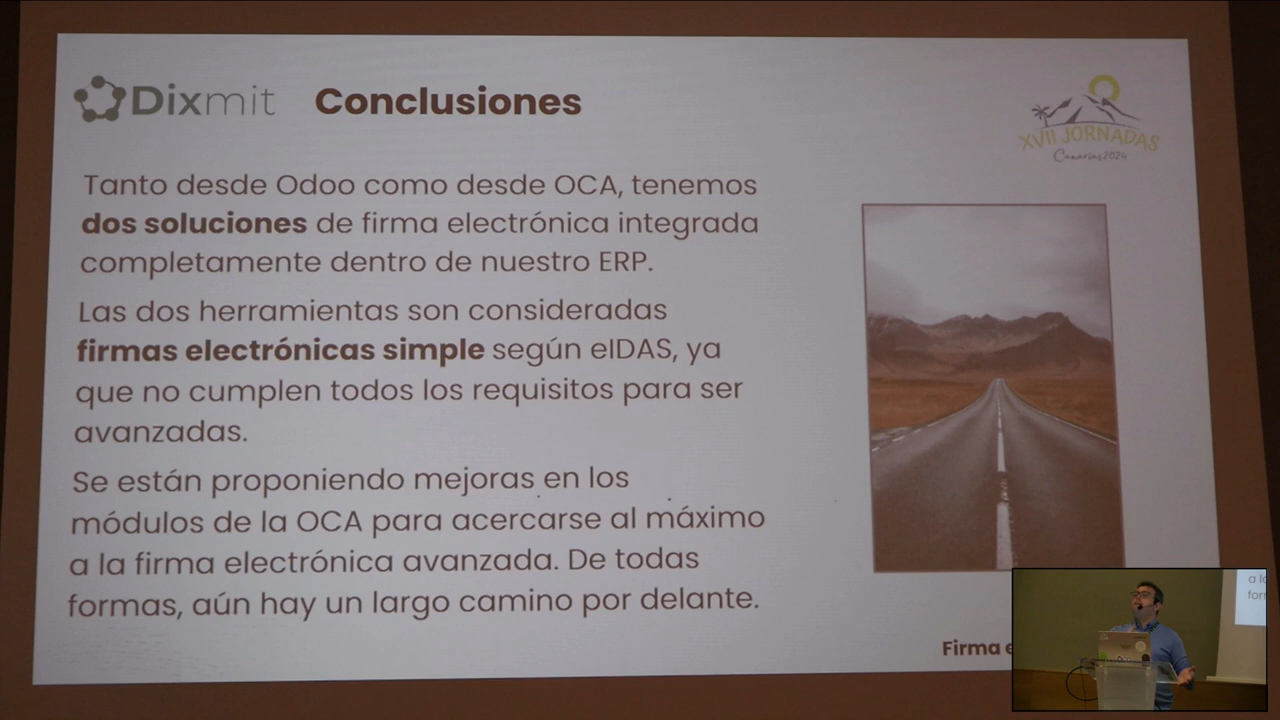 Dixmit
Conclusiones
XVII JORNADAS
Canarias 2024
Tanto desde Odoo como desde OCA, tenemos
dos soluciones de firma electrónica integrada
completamente dentro de nuestro ERP.
Las dos herramientas son consideradas
firmas electrónicas simple según eIDAS, ya
que no cumplen todos los requisitos para ser
avanzadas.
Se están proponiendo mejoras en los
módulos de la OCA para acercarse al máximo
a la firma electrónica avanzada. De todas
formas, aún hay un largo camino por delante.
Firma e
a la
for